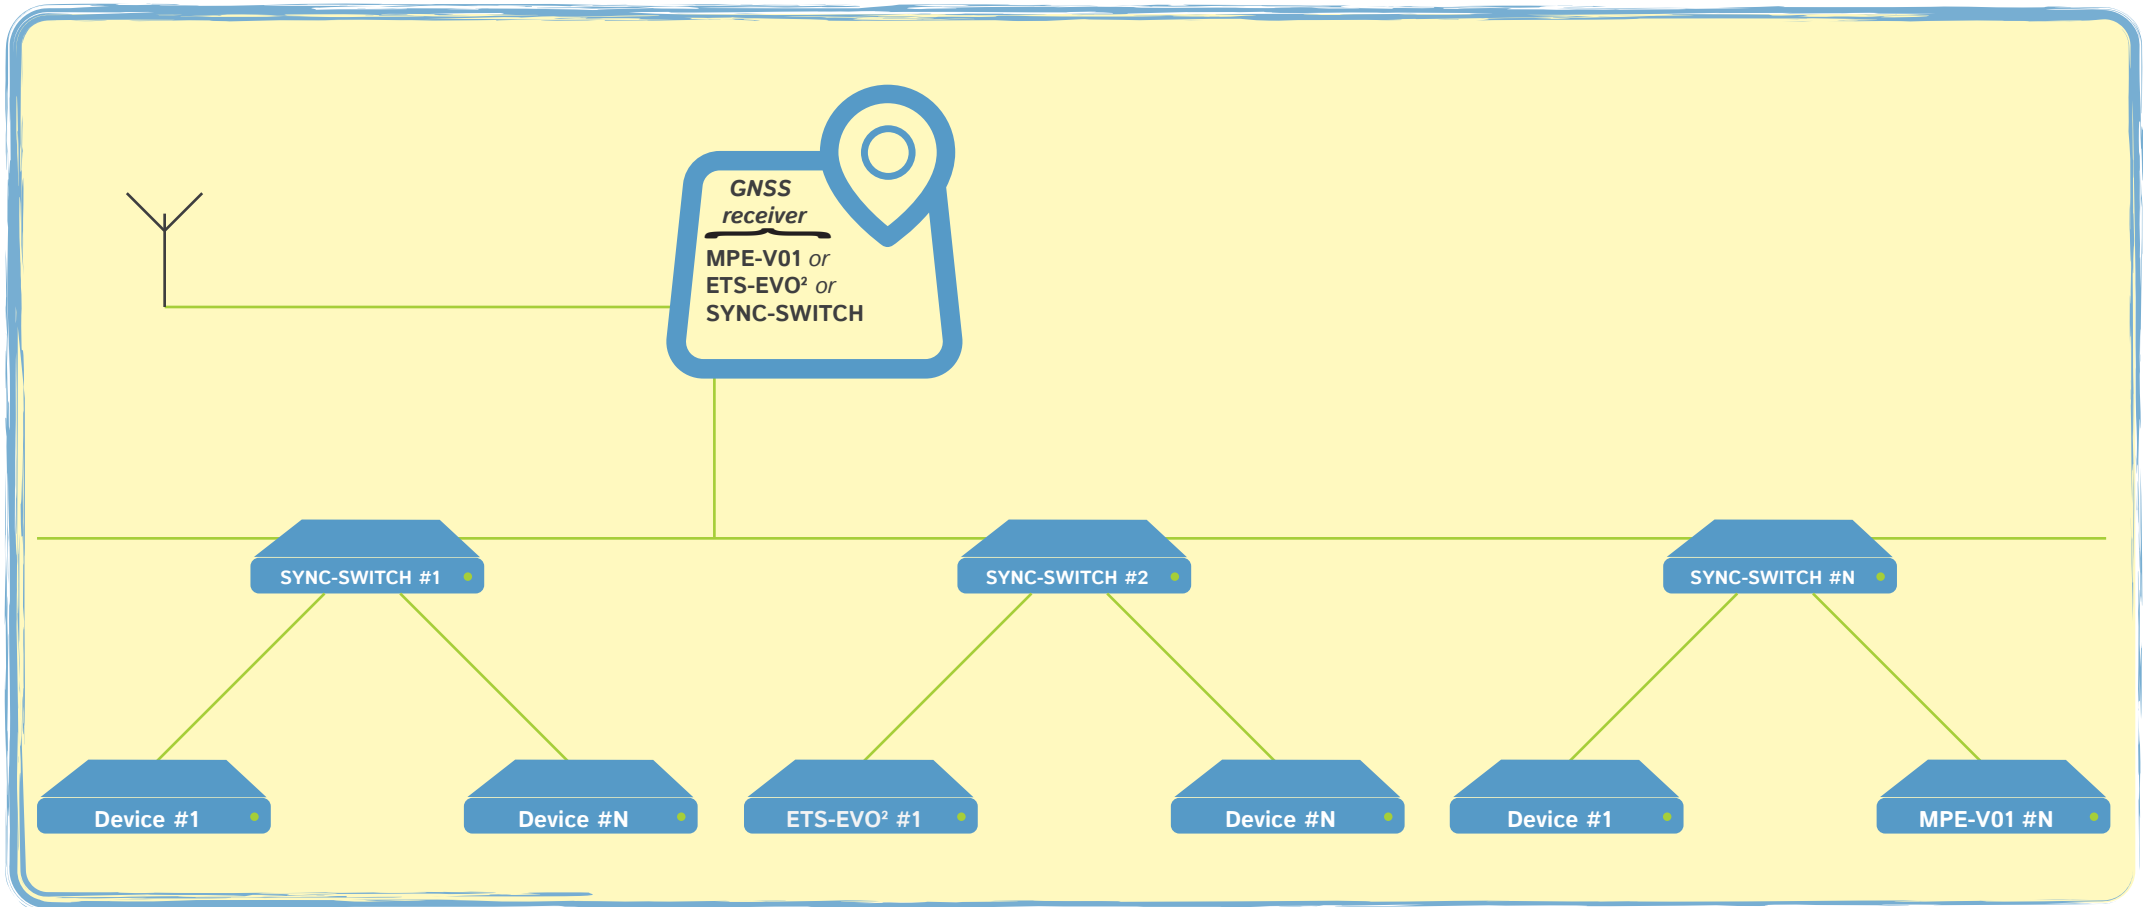 GNSS
receiver
MPE-V01 or
ETS-EVO² or
SYNC-SWITCH
SYNC-SWITCH #1
SYNC-SWITCH #2
SYNC-SWITCH #N
Device #1
Device #N
ETS-EVO² #1
Device #N
Device #1
MPE-V01 #N